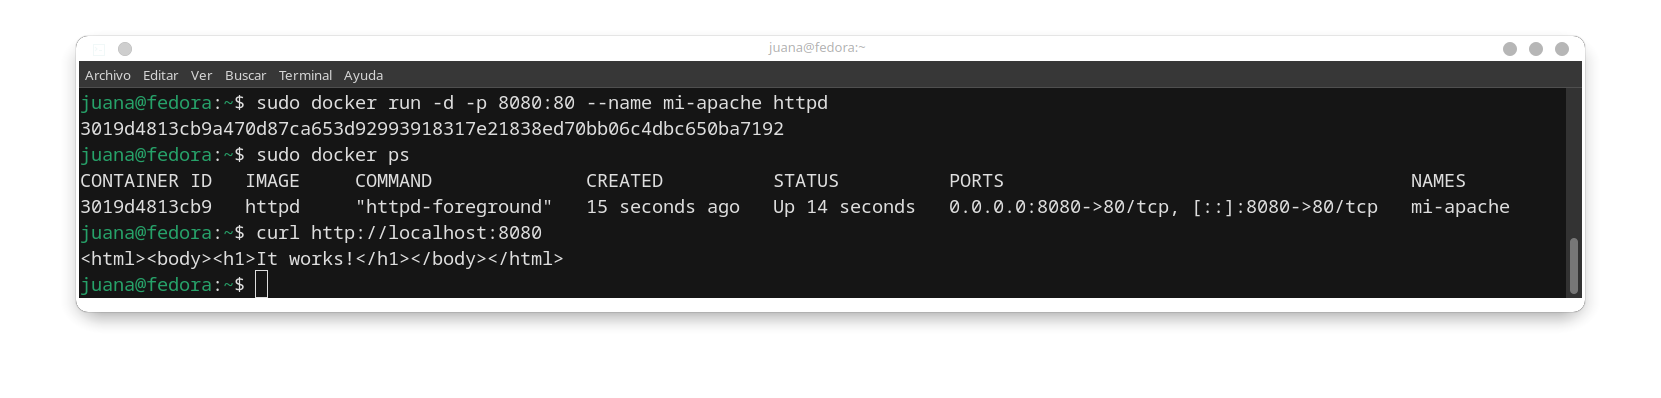 juana@fedora:~
Archivo Editar Ver Buscar Terminal Ayuda
juana@fedora:~$ sudo docker run -d -p 8080:80 --name mi-apache httpd
3019d4813cb9a470d87ca653d92993918317e21838ed70bb06c4dbc650ba7192
juana@fedora:~$ sudo docker ps
CONTAINER ID   IMAGE     COMMAND              CREATED          STATUS          PORTS                                     NAMES
3019d4813cb9   httpd     "httpd-foreground"   15 seconds ago   Up 14 seconds   0.0.0.0:8080->80/tcp, [::]:8080->80/tcp   mi-apache
juana@fedora:~$ curl http://localhost:8080
<html><body><h1>It works!</h1></body></html>
juana@fedora:~$